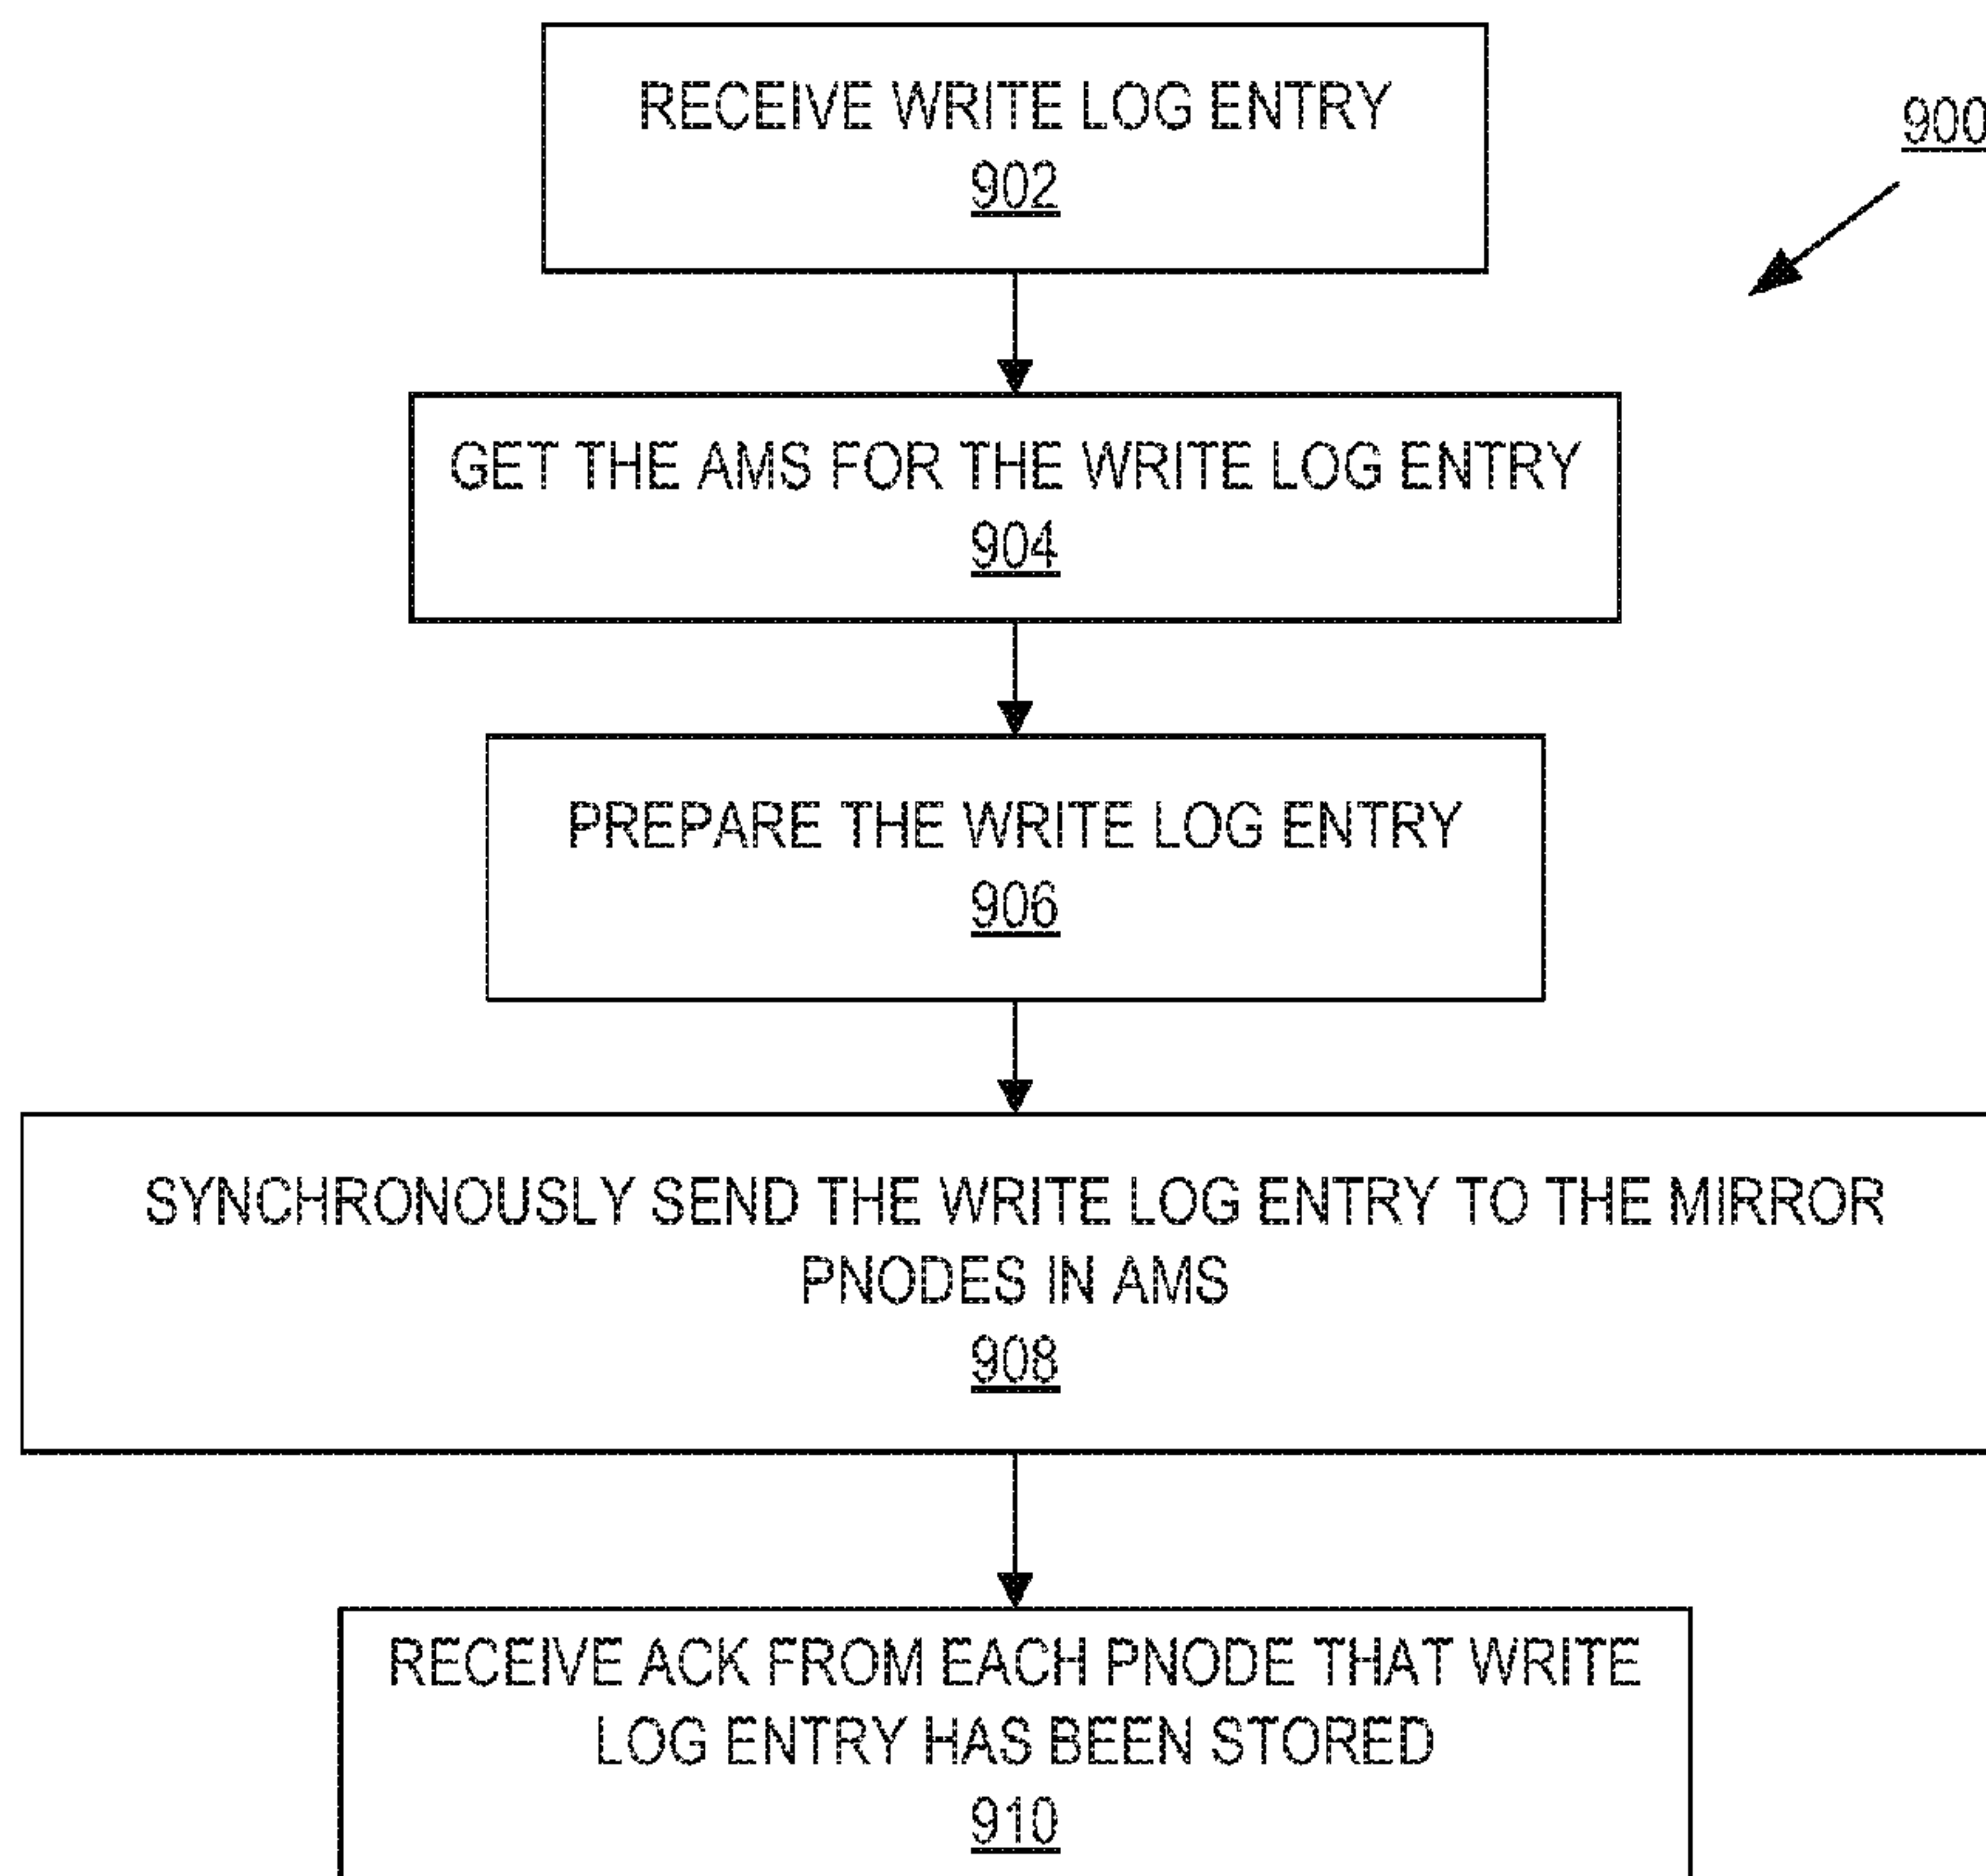 RECEIVE WRITE LOG ENTRY
902
900
GET THE AMS FOR THE WRITE LOG ENTRY
904
PREPARE THE WRITE LOG ENTRY
906
SYNCHRONOUSLY SEND THE WRITE LOG ENTRY TO THE MIRROR
PNODES IN AMS
908
RECEIVE ACK FROM EACH PNODE THAT WRITE
LOG ENTRY HAS BEEN STORED
910